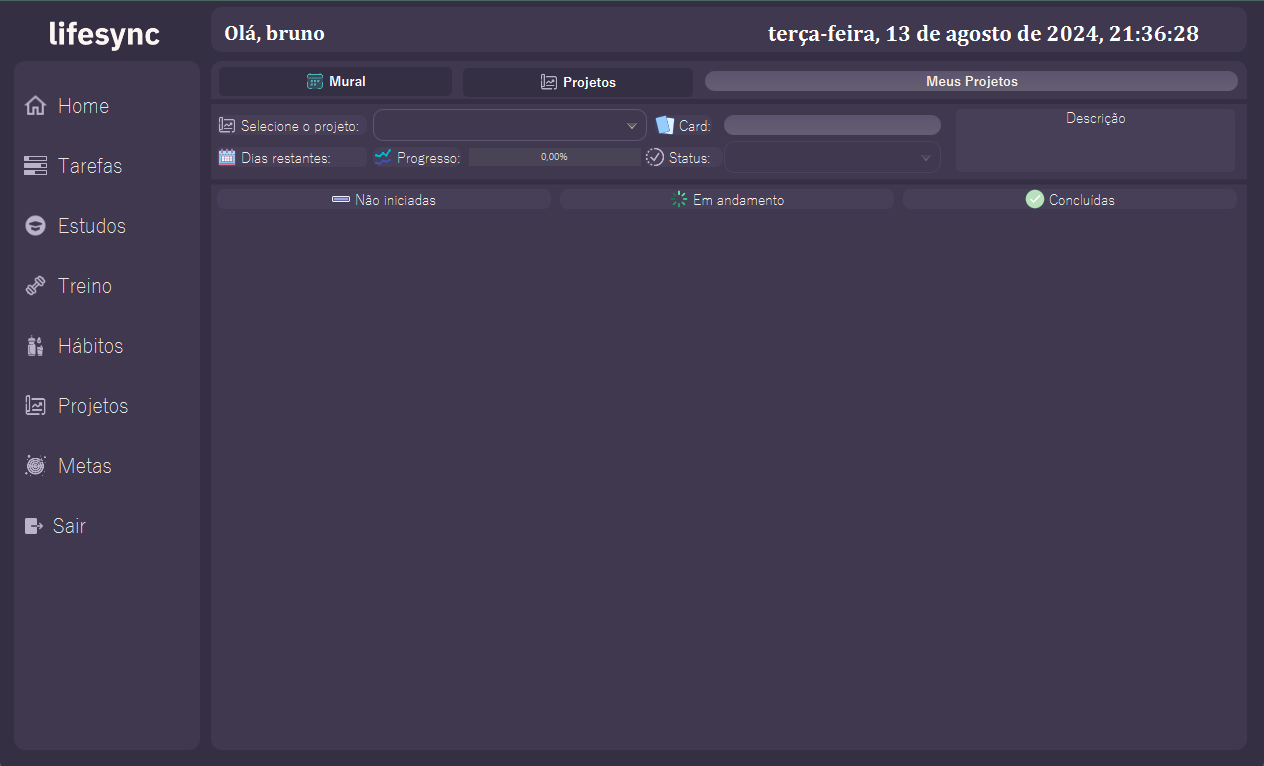 lifesync
Olá, bruno
terça-feira, 13 de agosto de 2024, 21:36:28
Home
Tarefas
Estudos
Treino
Hábitos
Projetos
Metas
Sair
Mural
Projetos
Meus Projetos
Selecione o projeto:
Card:
Descrição
Dias restantes:
Progresso:
0,00%
Status:
Não iniciadas
Em andamento
Concluídas